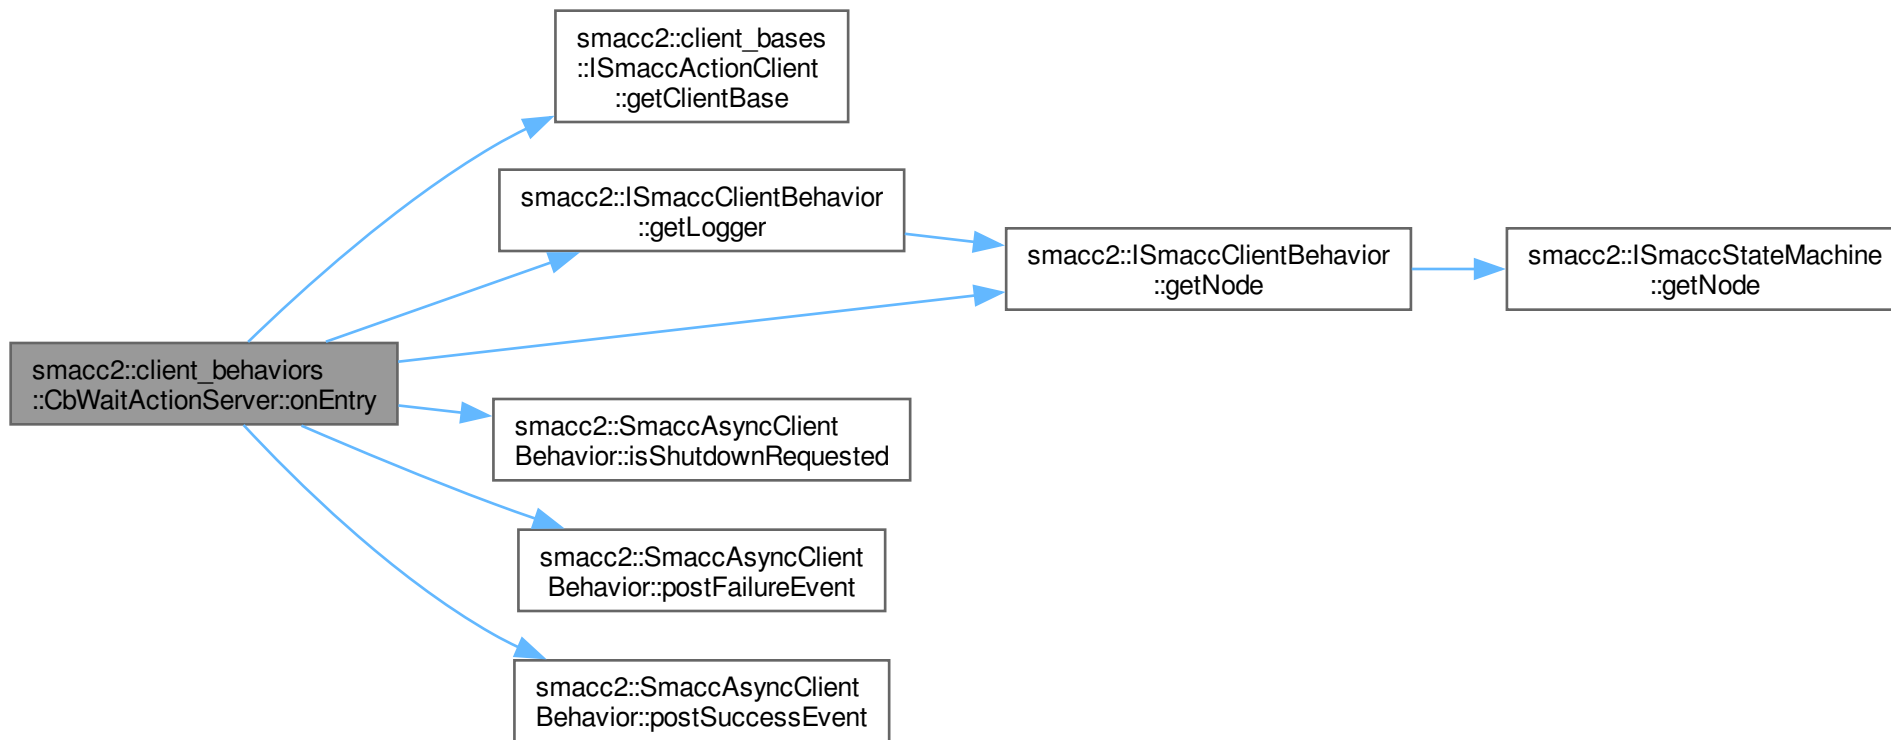 smacc2::client_bases
::ISmaccActionClient
::getClientBase
smacc2::ISmaccClientBehavior
::getLogger
smacc2::ISmaccClientBehavior
::getNode
smacc2::ISmaccStateMachine
::getNode
smacc2::client_behaviors
::CbWaitActionServer::onEntry
smacc2::SmaccAsyncClient
Behavior::isShutdownRequested
smacc2::SmaccAsyncClient
Behavior::postFailureEvent
smacc2::SmaccAsyncClient
Behavior::postSuccessEvent